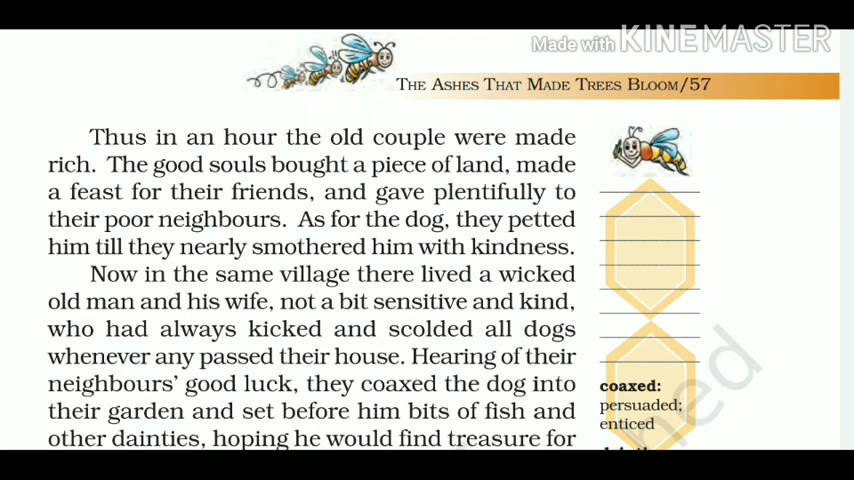 Made with KINEMASTER
THE ASHES THAT MADE TREES BLOOM/57
Thus in an hour the old couple were made
rich. The good souls bought a piece of land, made
a feast for their friends, and gave plentifully to
their poor neighbours. As for the dog, they petted
him till they nearly smothered him with kindness.
Now in the same village there lived a wicked
old man and his wife, not a bit sensitive and kind,
who had always kicked and scolded all dogs
whenever any passed their house. Hearing of their
neighbours' good luck, they coaxed the dog into
their garden and set before him bits of fish and
other dainties, hoping he would find treasure for
coaxed:
persuaded;
enticed